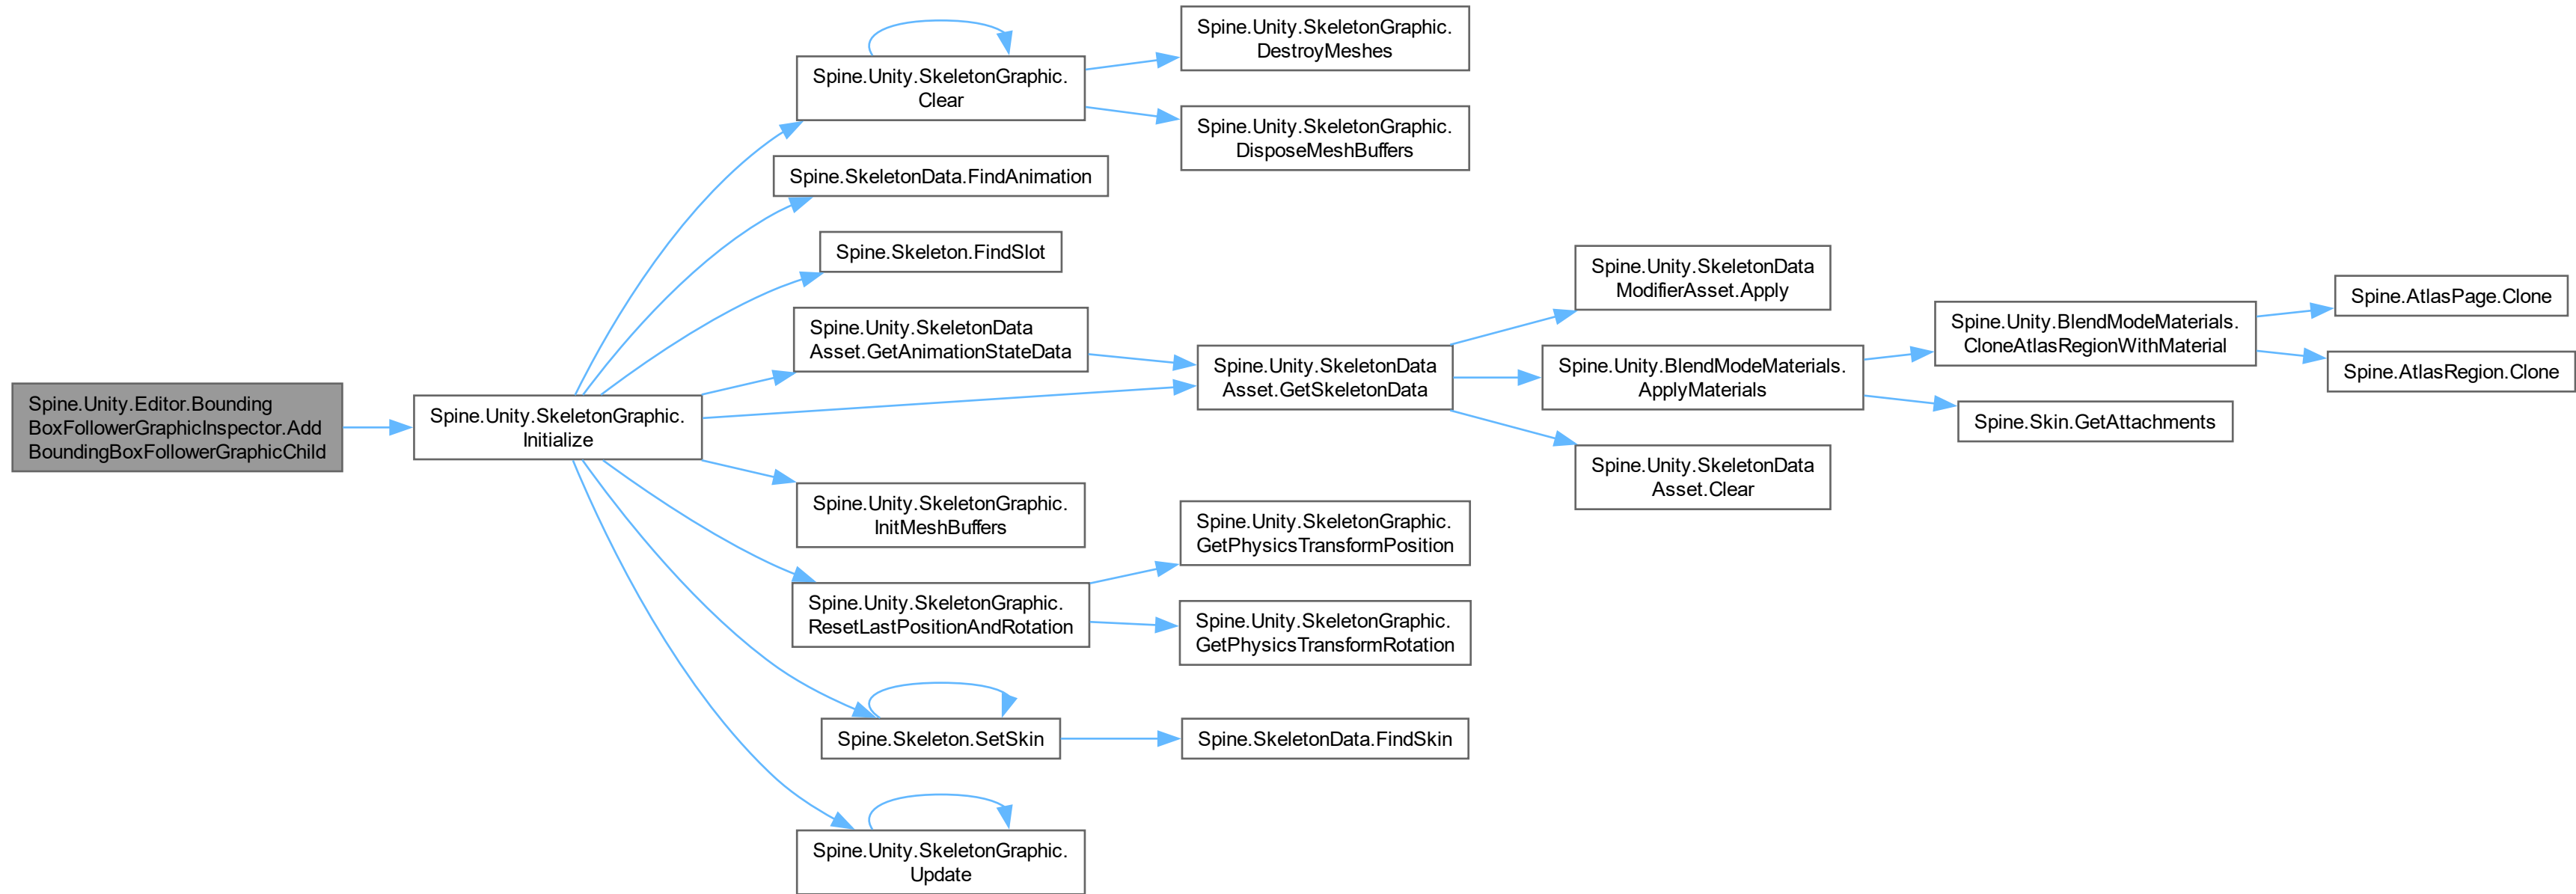 Spine.Unity.Editor.Bounding
BoxFollowerGraphicInspector.Add
BoundingBoxFollowerGraphicChild
Spine.Unity.SkeletonGraphic.
Initialize
Spine.Unity.SkeletonGraphic.
Clear
Spine.SkeletonData.FindAnimation
Spine.Skeleton.FindSlot
Spine.Unity.SkeletonData
Asset.GetAnimationStateData
Spine.Unity.SkeletonGraphic.
InitMeshBuffers
Spine.Unity.SkeletonGraphic.
ResetLastPositionAndRotation
Spine.Skeleton.SetSkin
Spine.Unity.SkeletonGraphic.
Update
Spine.Unity.SkeletonGraphic.
DestroyMeshes
Spine.Unity.SkeletonGraphic.
DisposeMeshBuffers
Spine.Unity.SkeletonData
Asset.GetSkeletonData
Spine.Unity.SkeletonGraphic.
GetPhysicsTransformPosition
Spine.Unity.SkeletonGraphic.
GetPhysicsTransformRotation
Spine.SkeletonData.FindSkin
Spine.Unity.SkeletonData
ModifierAsset.Apply
Spine.Unity.BlendModeMaterials.
ApplyMaterials
Spine.Unity.SkeletonData
Asset.Clear
Spine.Unity.BlendModeMaterials.
CloneAtlasRegionWithMaterial
Spine.Skin.GetAttachments
Spine.AtlasPage.Clone
Spine.AtlasRegion.Clone